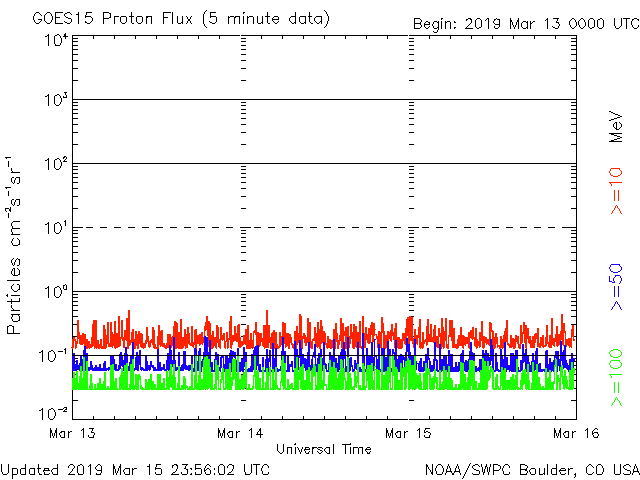 GOES15 Proton Flux (5 minute data)
Begin: 2019 Mar 13 0000 UTC
10⁴
10³
10²
10¹
10⁰
10⁻¹
10⁻²
Particles cm⁻²s⁻¹sr⁻¹
MeV
>=10
>=50
>=100
Mar 13
Mar 14
Mar 15
Mar 16
Universal Time
Updated 2019 Mar 15 23:56:02 UTC
NOAA/SWPC Boulder, CO USA